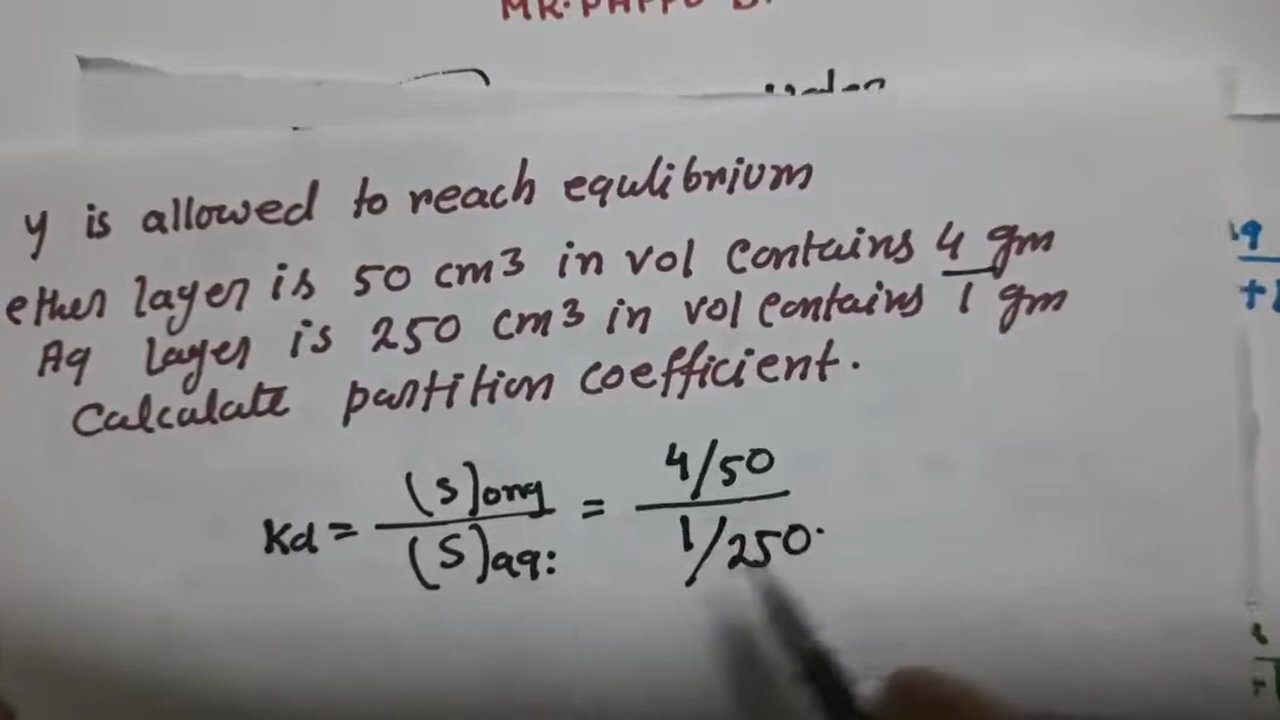 y is allowed to reach equlibrium
ether layer is 50 cm3 in vol contains 4 gm
Aq layer is 250 cm3 in vol contains 1 gm
Calculate partition coefficient.
Kd = (S)org / (S)aq: = 4/50 / 1/250.